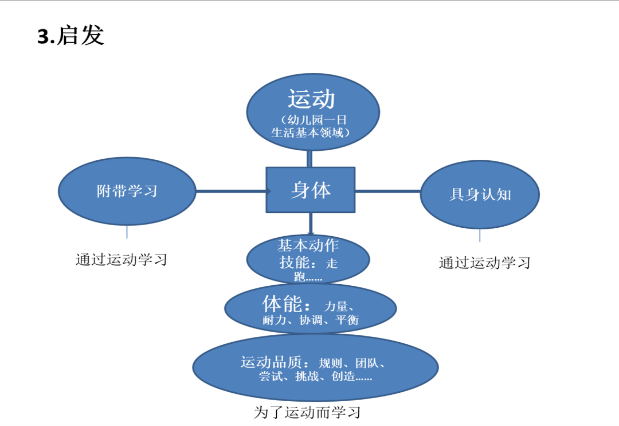 3.启发
运动
（幼儿园一日
生活基本领域）
附带学习
身体
具身认知
通过运动学习
通过运动学习
基本动作
技能：走
跑……
体能：力量、
耐力、协调、平衡
运动品质：规则、团队、
尝试、挑战、创造……
为了运动而学习